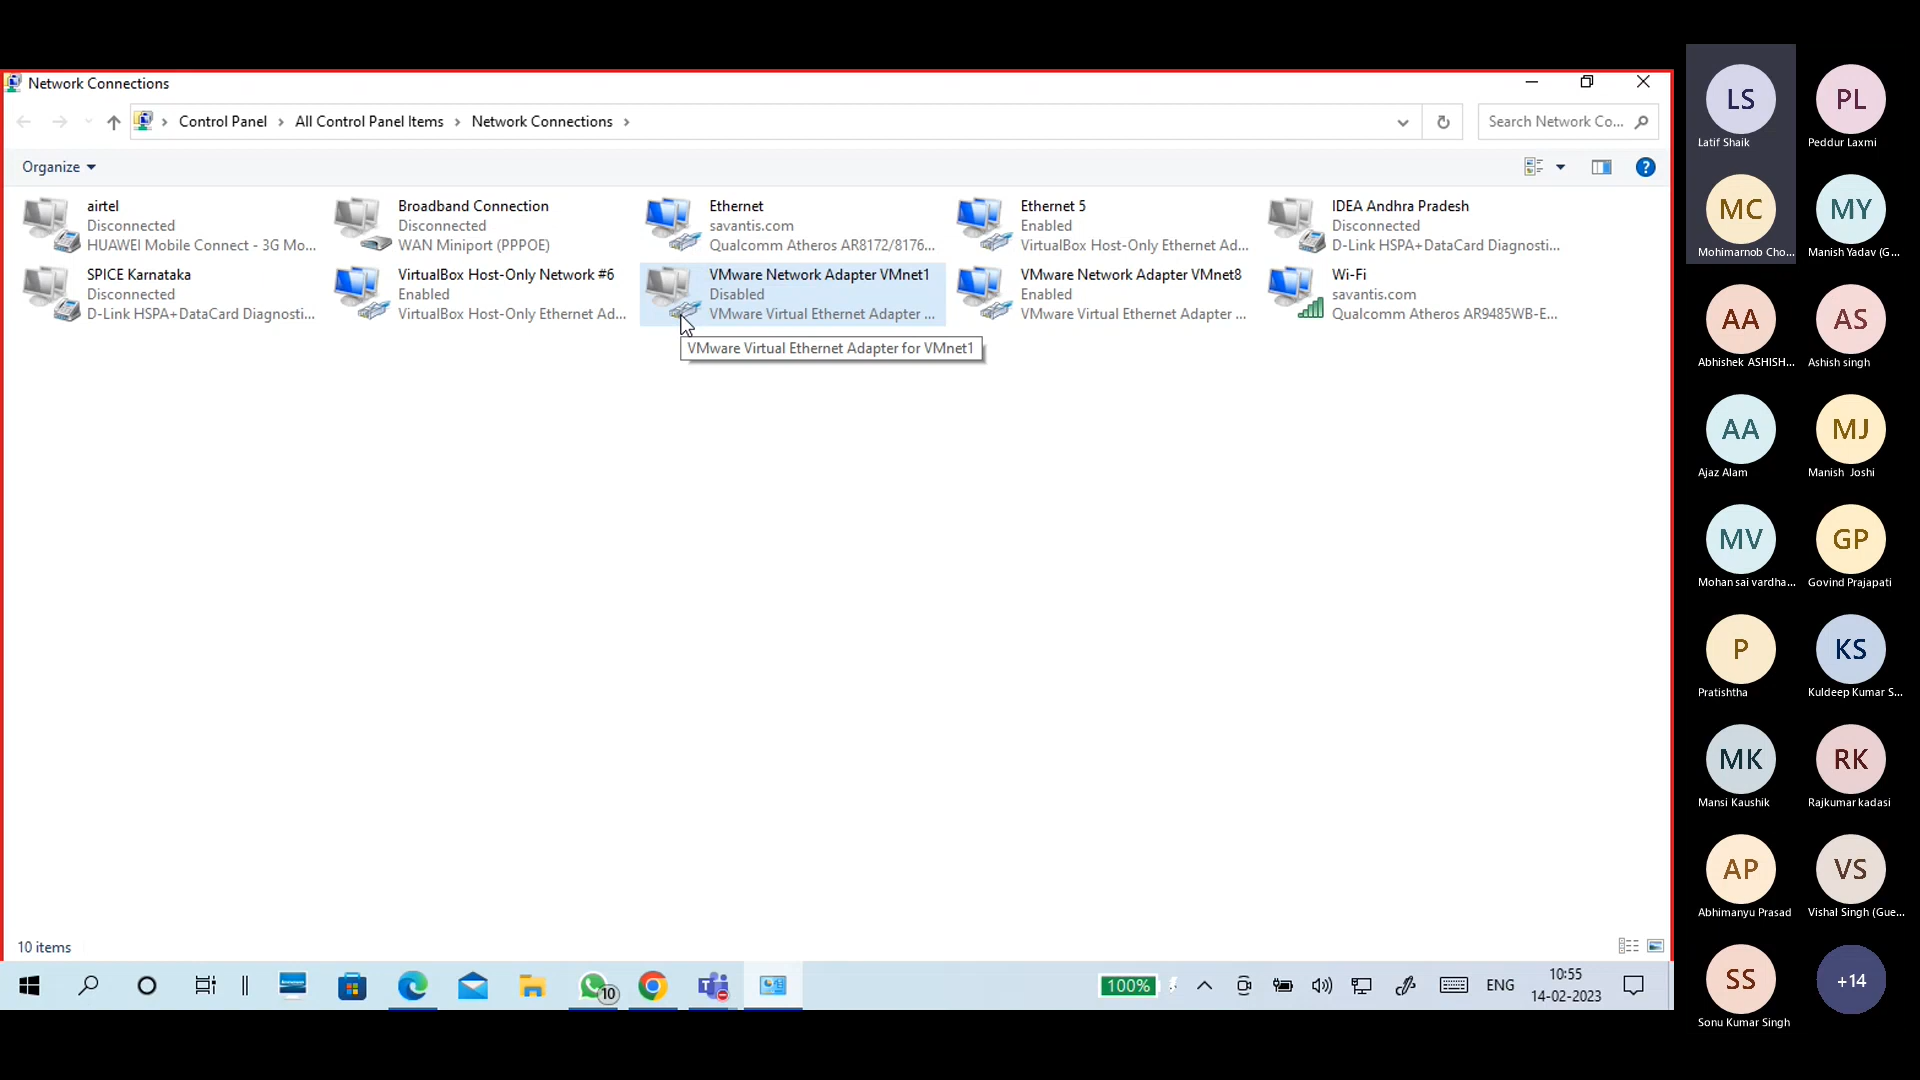 Network Connections
Control Panel > All Control Panel Items > Network Connections >
Search Network Co...
Organize
airtel
Disconnected
HUAWEI Mobile Connect - 3G Mo...
Broadband Connection
Disconnected
WAN Miniport (PPPOE)
Ethernet
savantis.com
Qualcomm Atheros AR8172/8176...
Ethernet 5
Enabled
VirtualBox Host-Only Ethernet Ad...
IDEA Andhra Pradesh
Disconnected
D-Link HSPA+DataCard Diagnosti...
SPICE Karnataka
Disconnected
D-Link HSPA+DataCard Diagnosti...
VirtualBox Host-Only Network #6
Enabled
VirtualBox Host-Only Ethernet Ad...
VMware Network Adapter VMnet1
Disabled
VMware Virtual Ethernet Adapter ...
VMware Network Adapter VMnet8
Enabled
VMware Virtual Ethernet Adapter ...
Wi-Fi
savantis.com
Qualcomm Atheros AR9485WB-E...
VMware Virtual Ethernet Adapter for VMnet1
10 items
10
100%
ENG
10:55
14-02-2023
LS
Latif Shaik
PL
Peddur Laxmi
MC
Mohimarnob Cho...
MY
Manish Yadav (G...
AA
Abhishek ASHISH...
AS
Ashish singh
AA
Ajaz Alam
MJ
Manish Joshi
MV
Mohan sai vardha...
GP
Govind Prajapati
P
Pratishtha
KS
Kuldeep Kumar S...
MK
Mansi Kaushik
RK
Rajkumar kadasi
AP
Abhimanyu Prasad
VS
Vishal Singh (Gue...
SS
Sonu Kumar Singh
+14